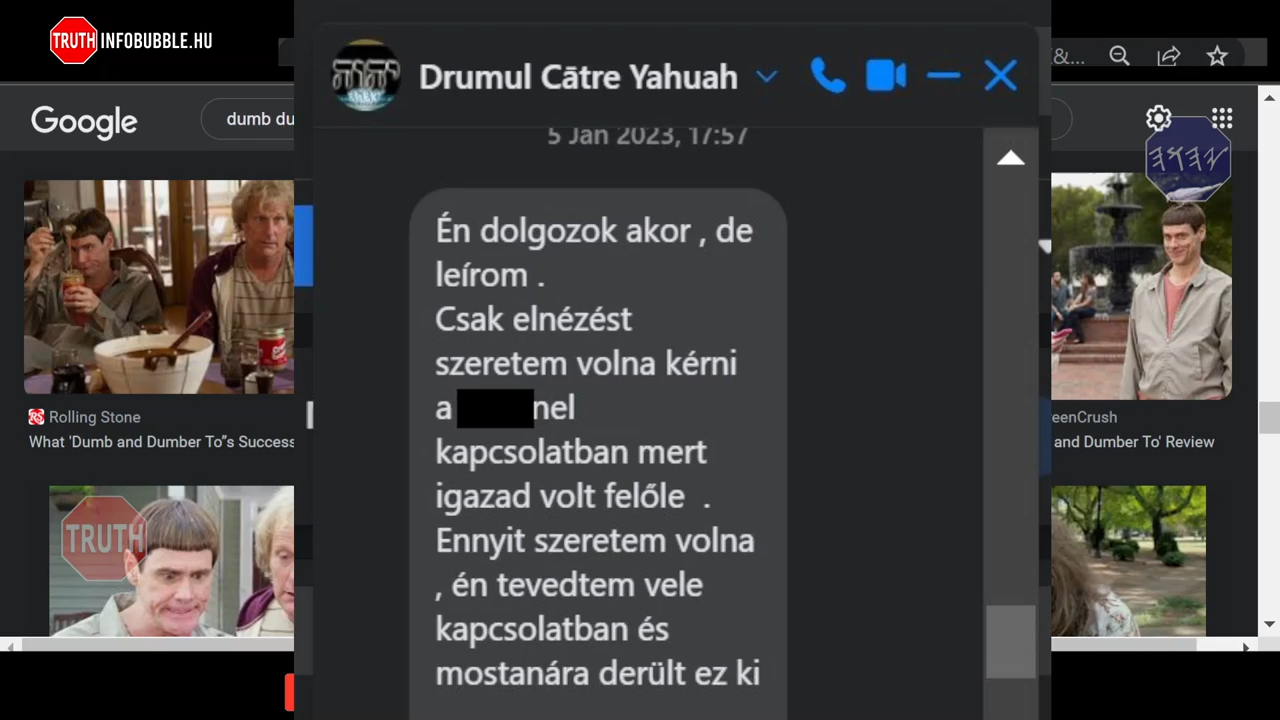 TRUTH INFOBUBBLE.HU
Drumul Cātre Yahuah
&...
Google
dumb du
5 Jan 2023, 17:57
Én dolgozok akor , de
leírom .
Csak elnézést
szeretem volna kérni
a nel
kapcsolatban mert
igazad volt felőle .
Ennyit szeretem volna
, én tevedtem vele
kapcsolatban és
mostanára derült ez ki
Rolling Stone
What 'Dumb and Dumber To"s Success
eenCrush
and Dumber To' Review
TRUTH